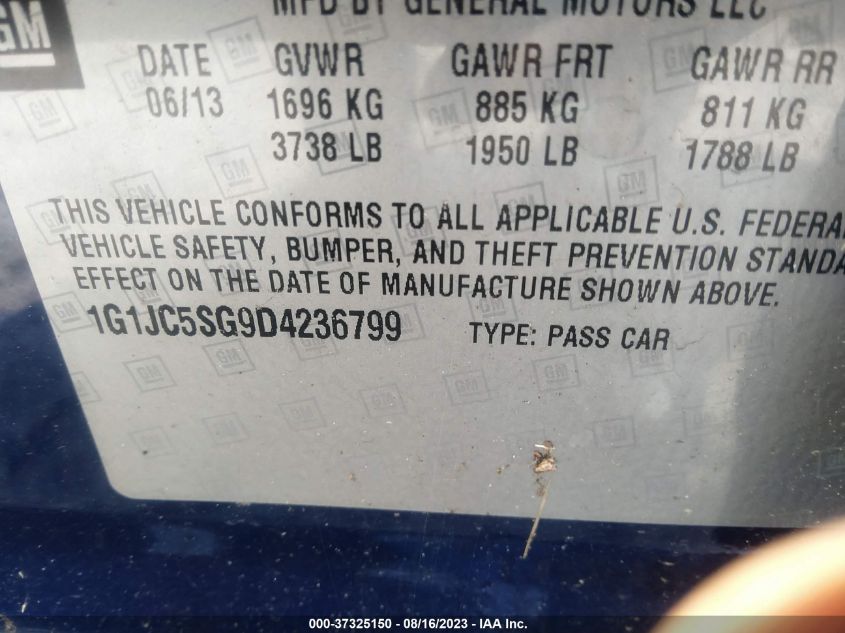 GM
MFD BY GENERAL MOTORS LLC
DATE GVWR GAWR FRT GAWR RR
06/13 1696 KG 885 KG 811 KG
3738 LB 1950 LB 1788 LB
THIS VEHICLE CONFORMS TO ALL APPLICABLE U.S. FEDERA
VEHICLE SAFETY, BUMPER, AND THEFT PREVENTION STANDA
EFFECT ON THE DATE OF MANUFACTURE SHOWN ABOVE.
1G1JC5SG9D4236799 TYPE: PASS CAR
000-37325150 - 08/16/2023 - IAA Inc.